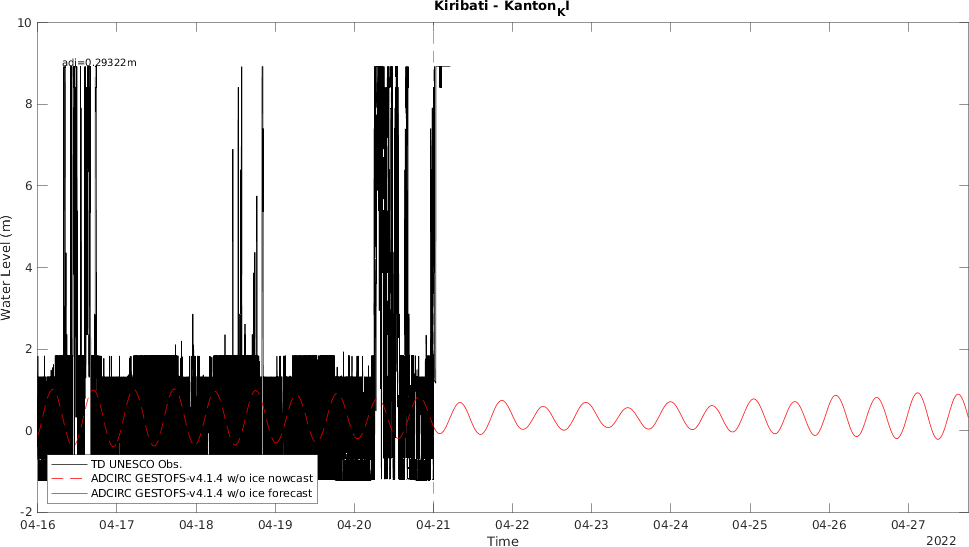 Kiribati - Kanton_KI
adj=0.29322m
10
8
6
4
2
0
-2
Water Level (m)
TD UNESCO Obs.
ADCIRC GESTOFS-v4.1.4 w/o ice nowcast
ADCIRC GESTOFS-v4.1.4 w/o ice forecast
04-16 04-17 04-18 04-19 04-20 04-21 04-22 04-23 04-24 04-25 04-26 04-27
Time
2022